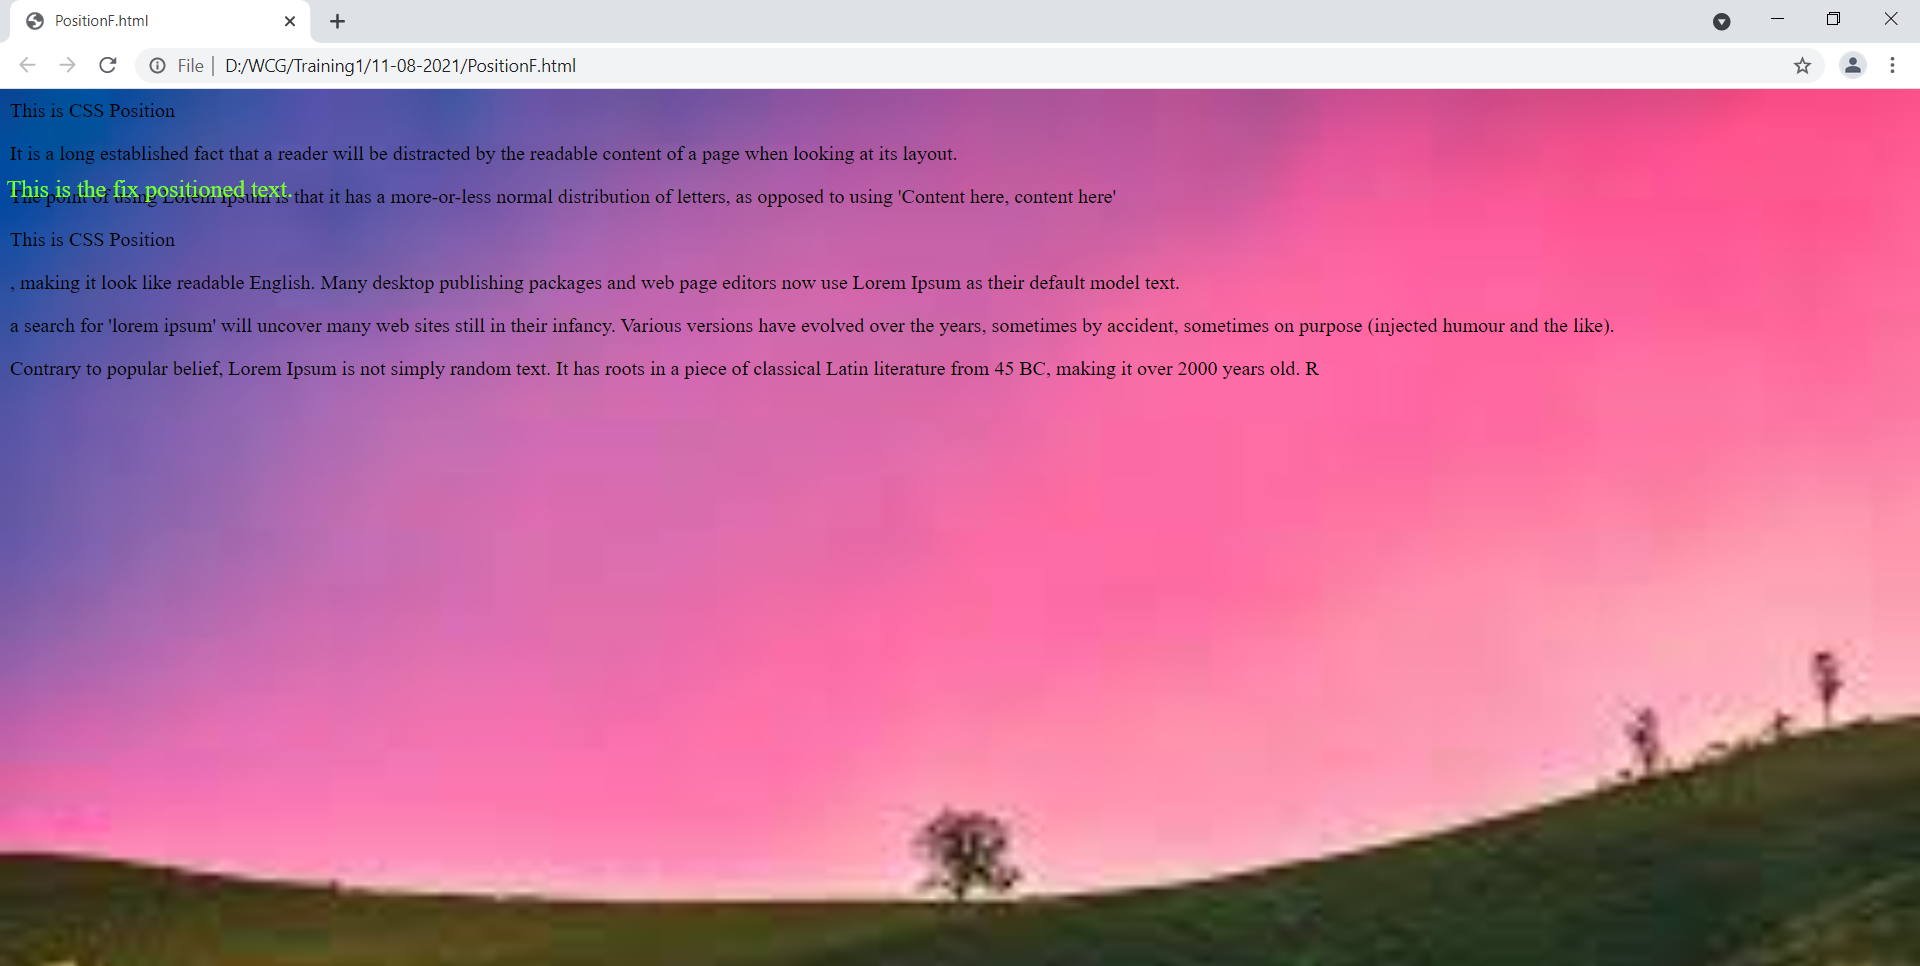 PositionF.html
File | D:/WCG/Training1/11-08-2021/PositionF.html
This is CSS Position
It is a long established fact that a reader will be distracted by the readable content of a page when looking at its layout.
This is the fix positioned text.
The point of using Lorem Ipsum is that it has a more-or-less normal distribution of letters, as opposed to using 'Content here, content here'
This is CSS Position
, making it look like readable English. Many desktop publishing packages and web page editors now use Lorem Ipsum as their default model text.
a search for 'lorem ipsum' will uncover many web sites still in their infancy. Various versions have evolved over the years, sometimes by accident, sometimes on purpose (injected humour and the like).
Contrary to popular belief, Lorem Ipsum is not simply random text. It has roots in a piece of classical Latin literature from 45 BC, making it over 2000 years old. R